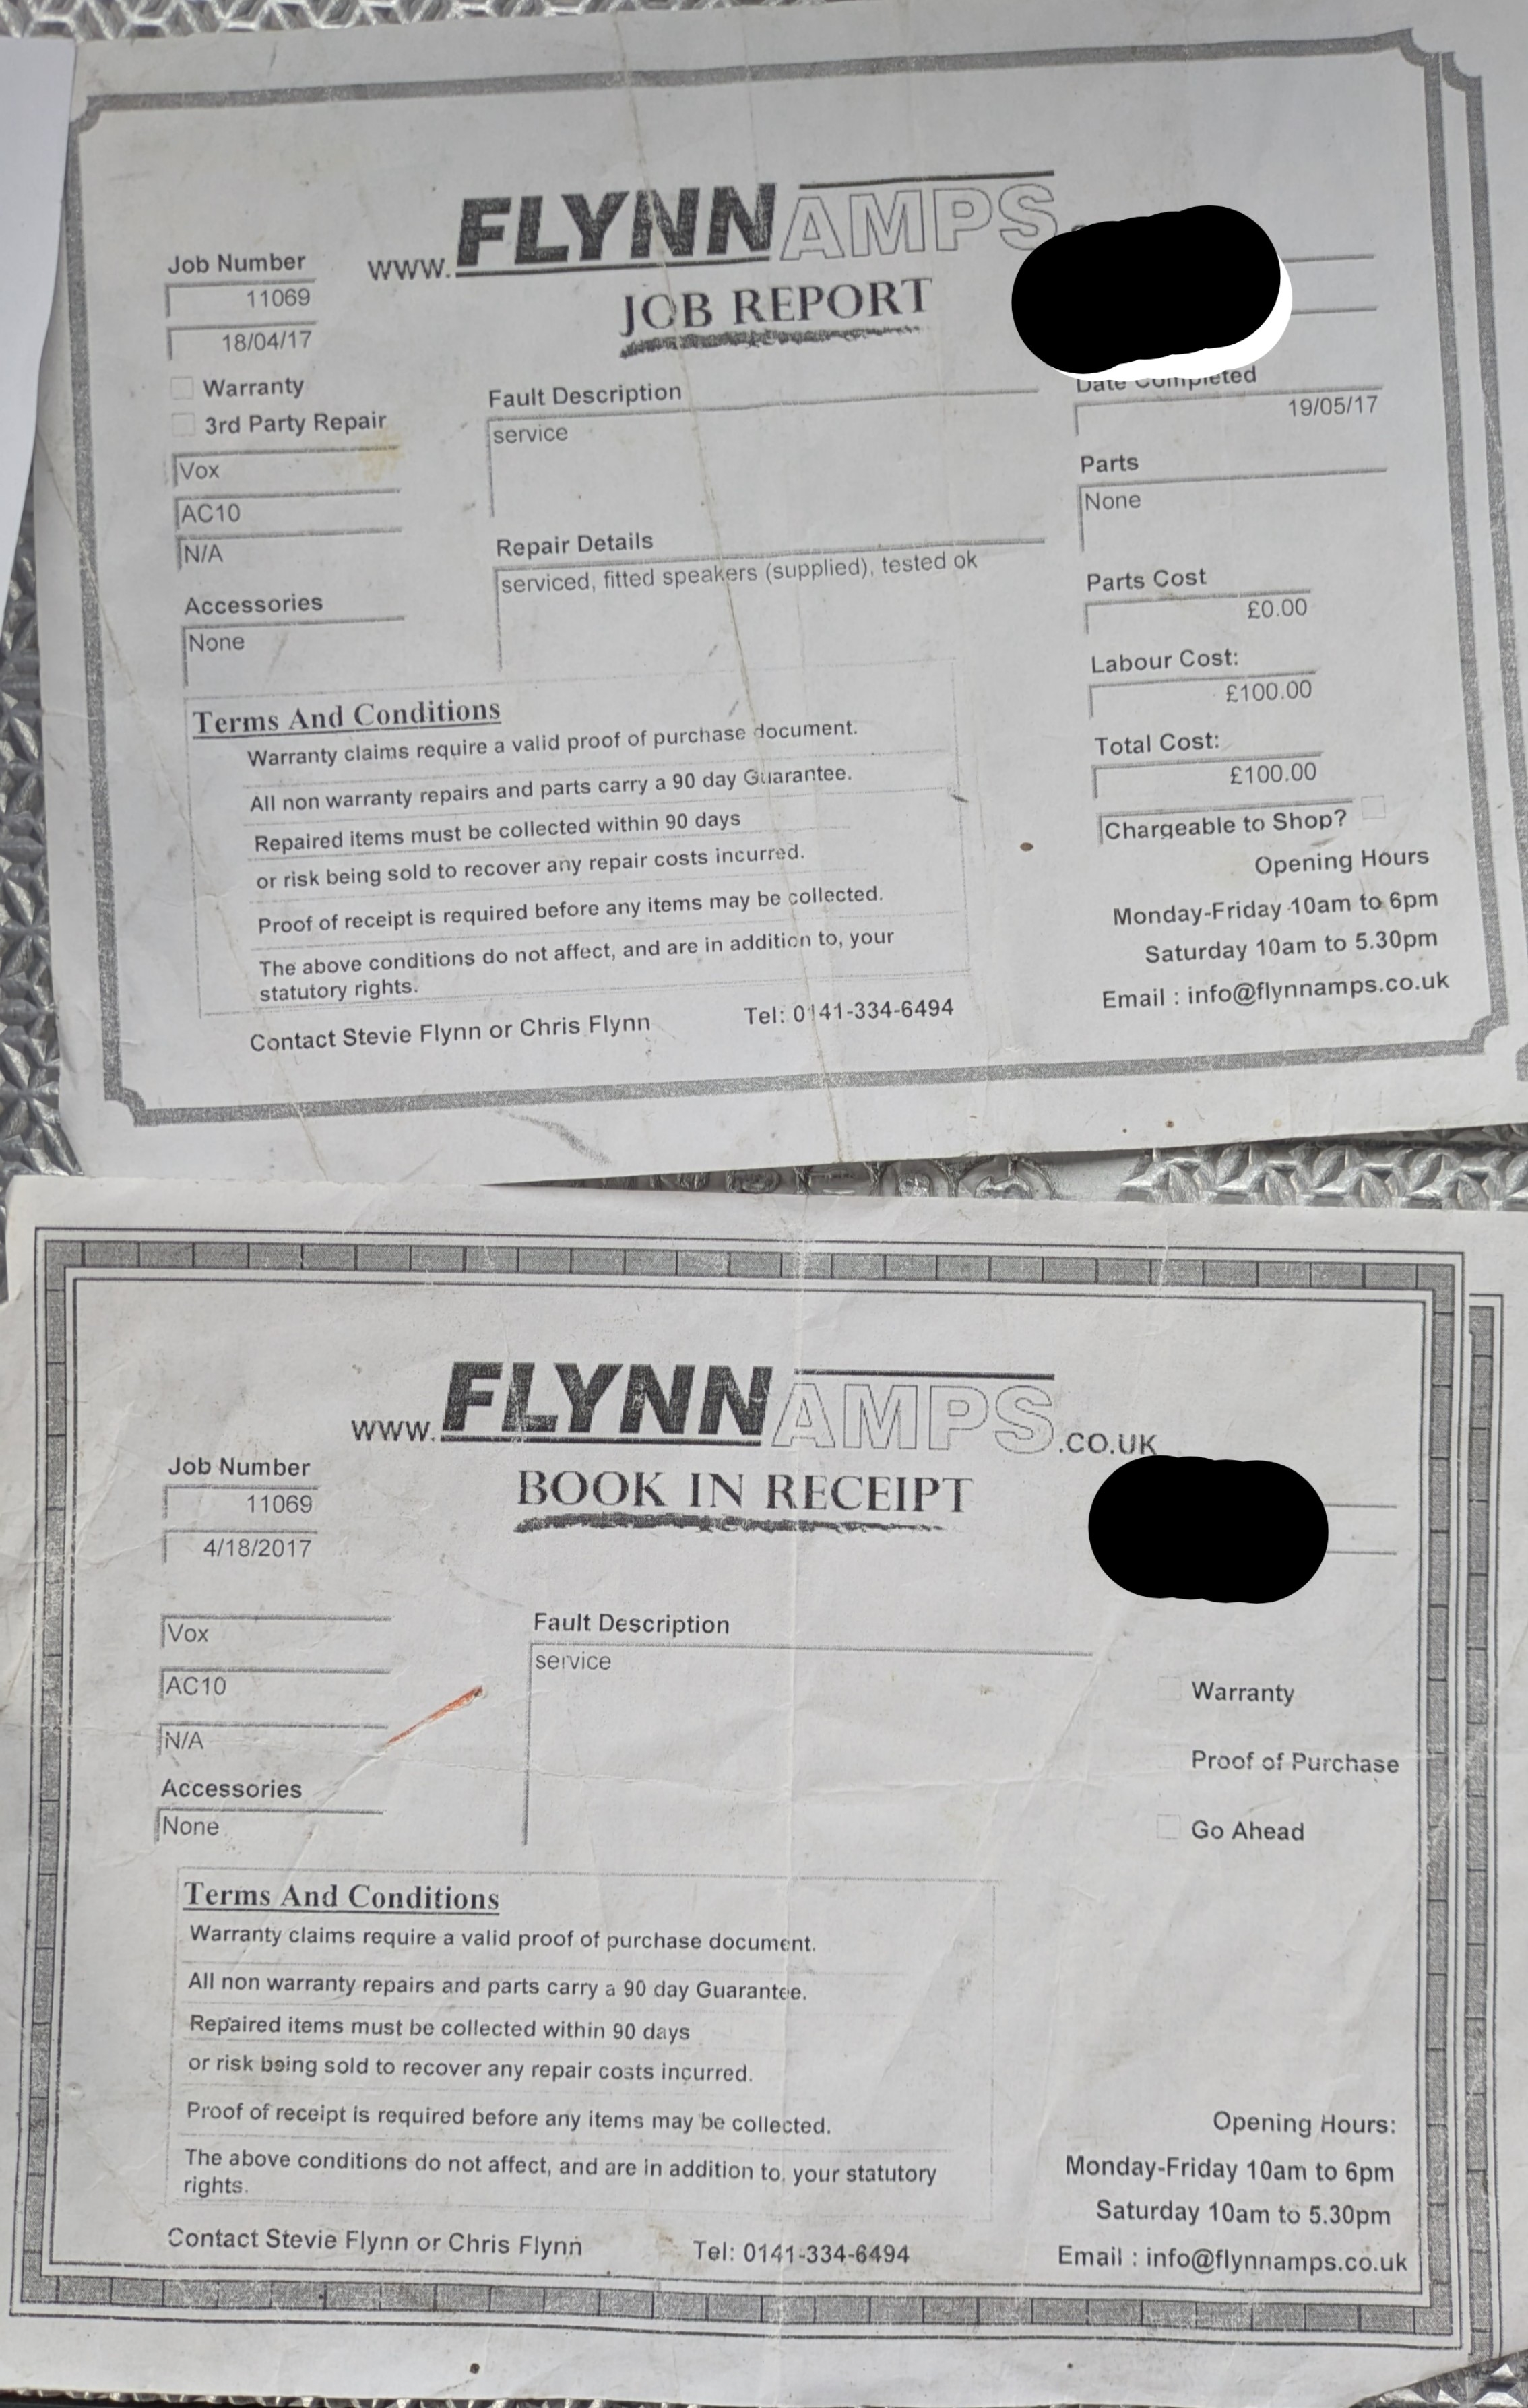 www.FLYNNAMPS
JOB REPORT
Job Number
11069
18/04/17
Warranty
3rd Party Repair
Vox
AC10
N/A
Accessories
None
Fault Description
service
Repair Details
serviced, fitted speakers (supplied), tested ok
Date Completed
19/05/17
Parts
None
Parts Cost
£0.00
Labour Cost:
£100.00
Total Cost:
£100.00
Chargeable to Shop?
Terms And Conditions
Warranty claims require a valid proof of purchase document.
All non warranty repairs and parts carry a 90 day Guarantee.
Repaired items must be collected within 90 days
or risk being sold to recover any repair costs incurred.
Proof of receipt is required before any items may be collected.
The above conditions do not affect, and are in addition to, your
statutory rights.
Contact Stevie Flynn or Chris Flynn
Tel: 0141-334-6494
Opening Hours
Monday-Friday 10am to 6pm
Saturday 10am to 5.30pm
Email : info@flynnamps.co.uk
www.FLYNNAMPS.CO.UK
BOOK IN RECEIPT
Job Number
11069
4/18/2017
Vox
AC10
N/A
Accessories
None
Fault Description
service
Warranty
Proof of Purchase
Go Ahead
Terms And Conditions
Warranty claims require a valid proof of purchase document.
All non warranty repairs and parts carry a 90 day Guarantee.
Repaired items must be collected within 90 days
or risk being sold to recover any repair costs incurred.
Proof of receipt is required before any items may be collected.
The above conditions do not affect, and are in addition to, your statutory
rights.
Contact Stevie Flynn or Chris Flynn
Tel: 0141-334-6494
Opening Hours:
Monday-Friday 10am to 6pm
Saturday 10am to 5.30pm
Email : info@flynnamps.co.uk